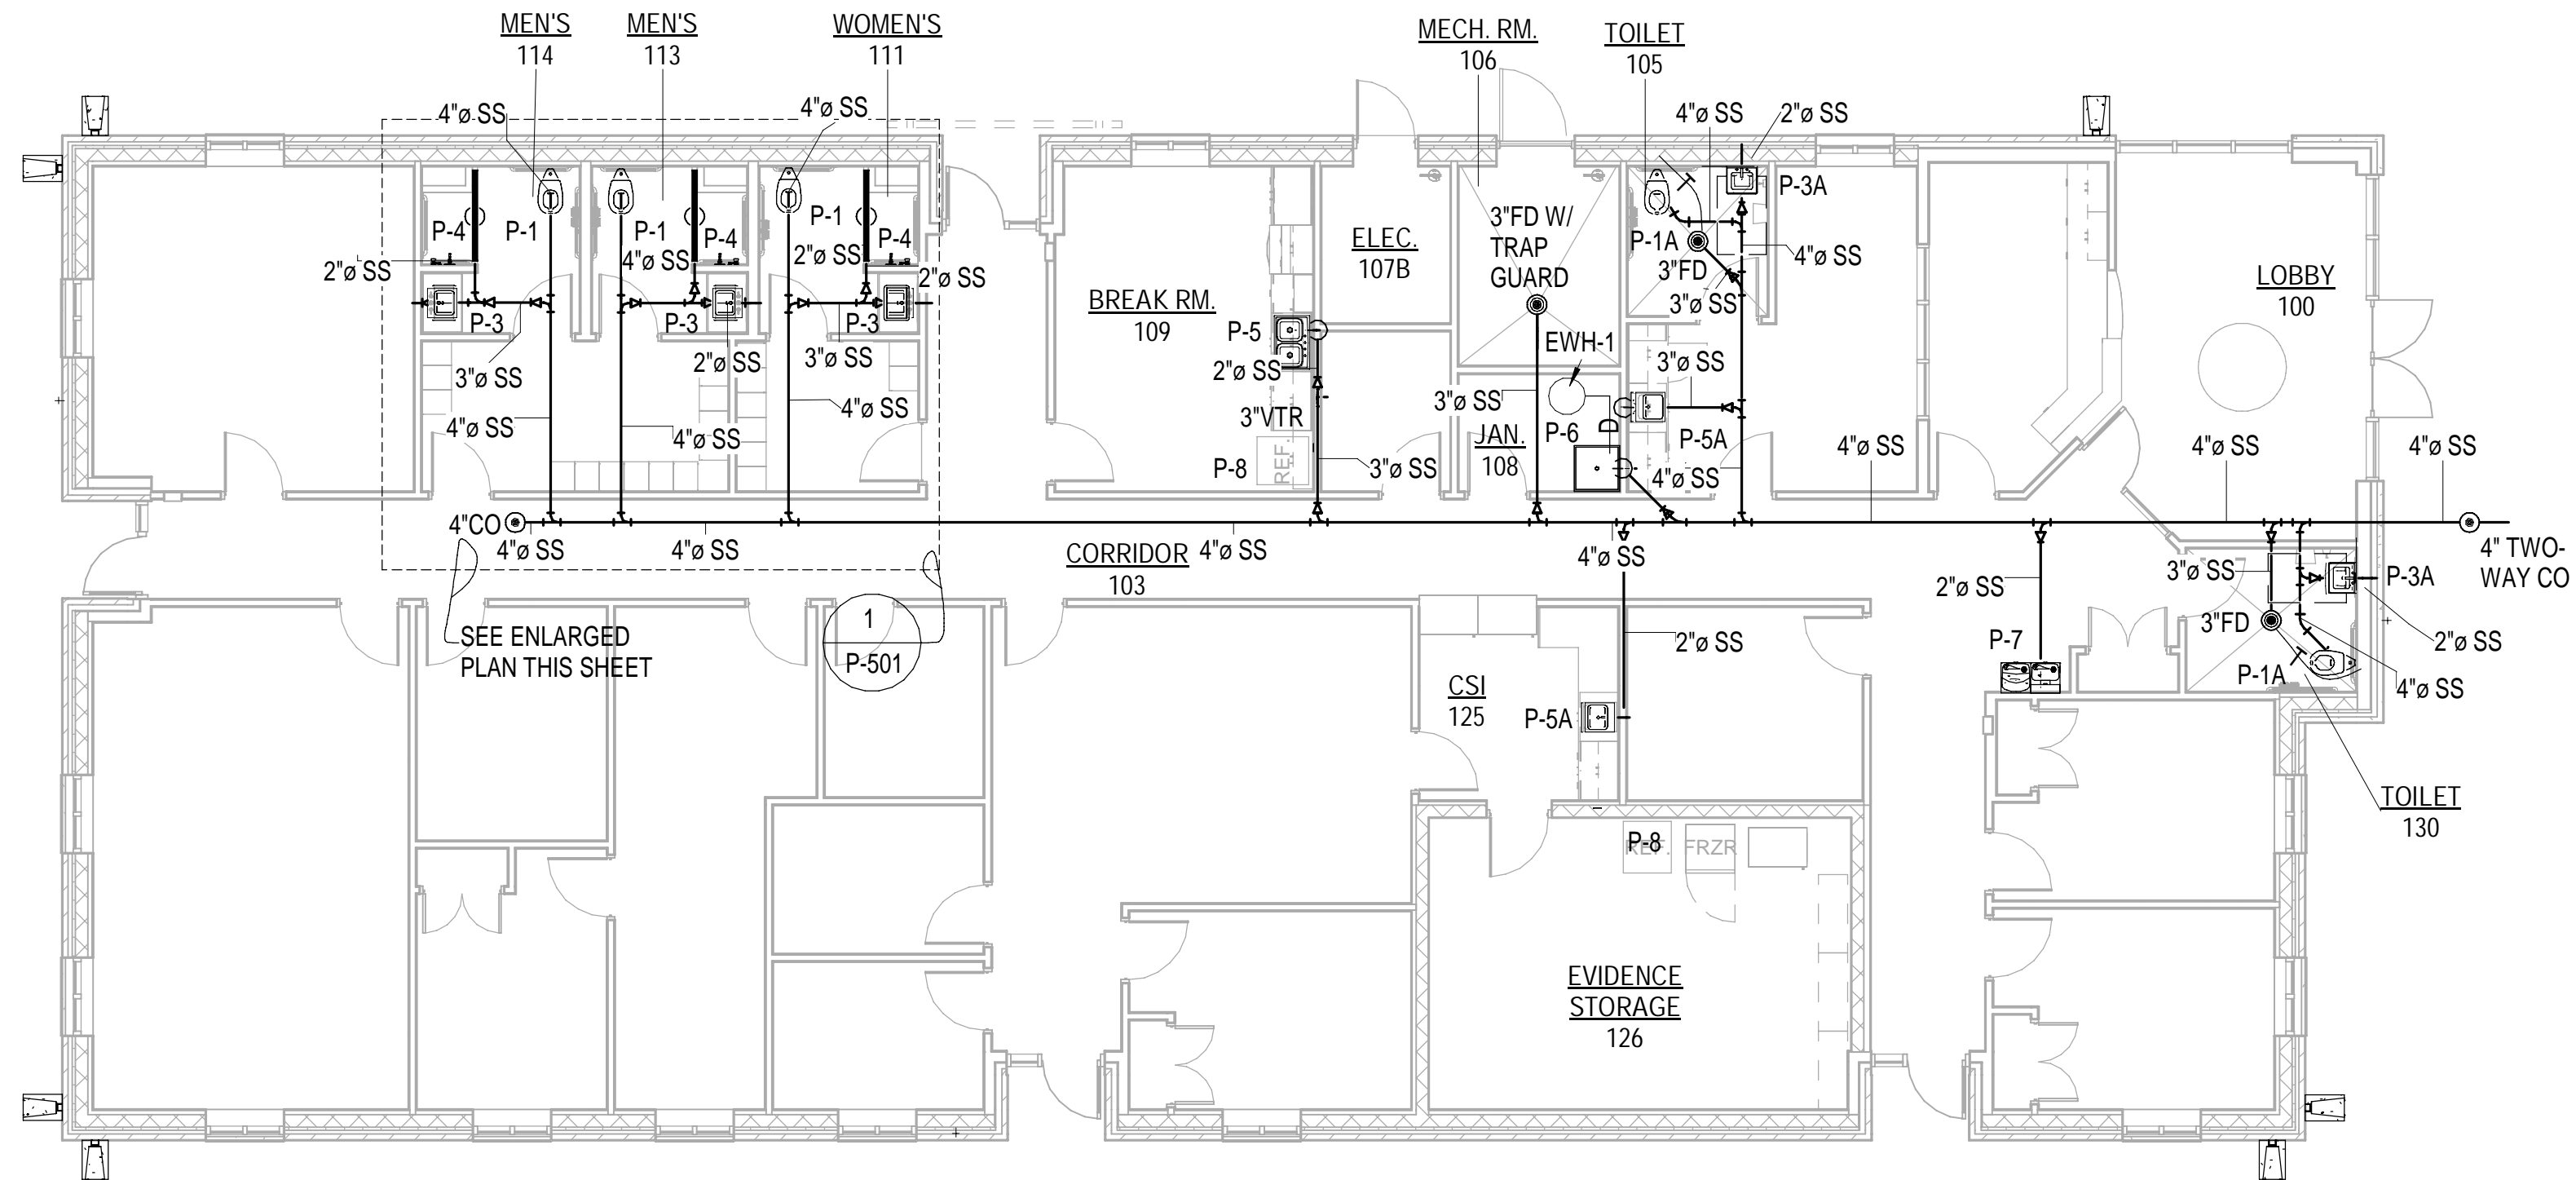 MEN'S
114
MEN'S
113
WOMEN'S
111
MECH. RM.
106
TOILET
105
4"ø SS
4"ø SS
4"ø SS
2"ø SS
P-4
P-1
P-1
P-4
P-1
P-4
2"ø SS
4"ø SS
2"ø SS
2"ø SS
P-3
P-3
P-3
3"ø SS
2"ø SS
3"ø SS
4"ø SS
4"ø SS
4"ø SS
BREAK RM.
109
ELEC.
107B
3"FD W/
TRAP
GUARD
P-1A
3"FD
P-3A
4"ø SS
3"ø SS
LOBBY
100
P-5
2"ø SS
3"VTR
P-8
REF.
3"ø SS
EWH-1
3"ø SS
3"ø SS
JAN.
108
P-6
D
P-5A
4"ø SS
4"ø SS
4"ø SS
4"ø SS
4"CO
4"ø SS
4"ø SS
CORRIDOR
103
4"ø SS
4"ø SS
4" TWO-
WAY CO
2"ø SS
3"ø SS
P-3A
3"FD
2"ø SS
P-7
P-1A
4"ø SS
SEE ENLARGED
PLAN THIS SHEET
1
P-501
2"ø SS
CSI
125
P-5A
TOILET
130
P-8
REF.
FRZR
EVIDENCE
STORAGE
126